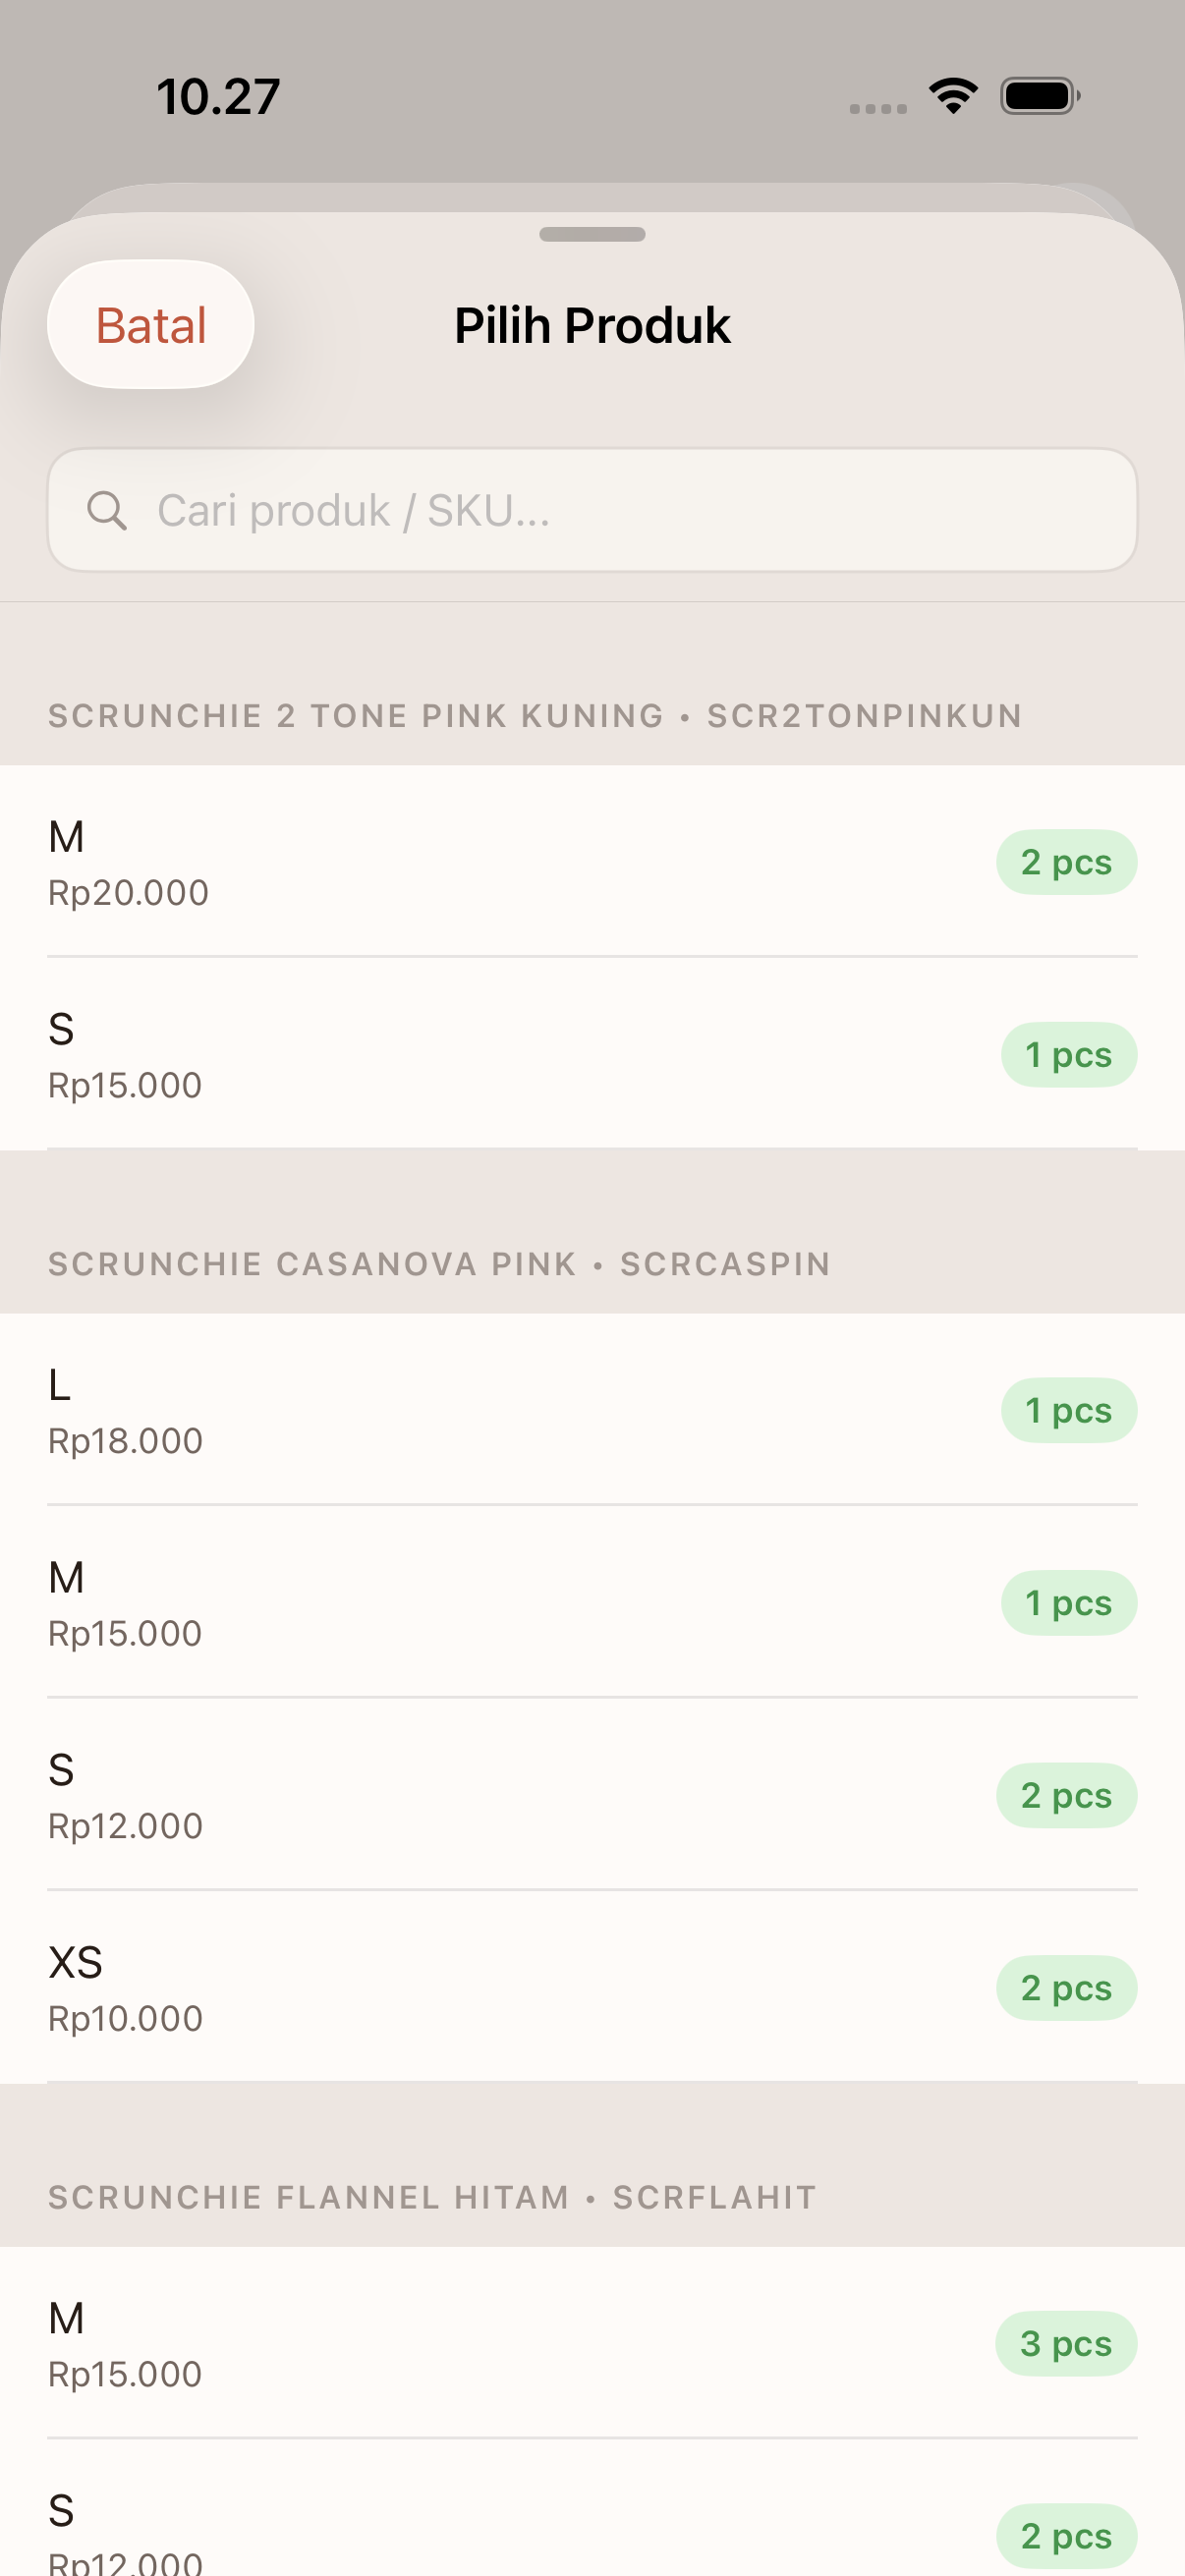 10.27
Batal
Pilih Produk
Cari produk / SKU...
SCRUNCHIE 2 TONE PINK KUNING • SCR2TONPINKUN
M
2 pcs
Rp20.000
S
1 pcs
Rp15.000
SCRUNCHIE CASANOVA PINK • SCRCASPIN
L
1 pcs
Rp18.000
M
1 pcs
Rp15.000
S
2 pcs
Rp12.000
XS
2 pcs
Rp10.000
SCRUNCHIE FLANNEL HITAM • SCRFLAHIT
M
3 pcs
Rp15.000
S
2 pcs
Rp12.000